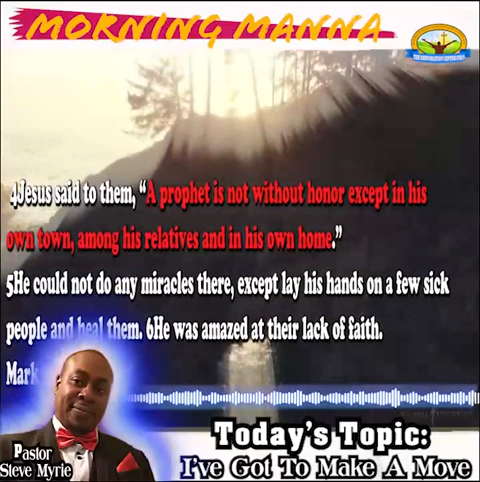 MORNING MANNA
4Jesus said to them, “A prophet is not without honor except in his
own town, among his relatives and in his own home.”
5He could not do any miracles there, except lay his hands on a few sick
people and heal them. 6He was amazed at their lack of faith.
Mark
Today's Topic:
Pastor
Steve Myrie
I've Got To Make A Move